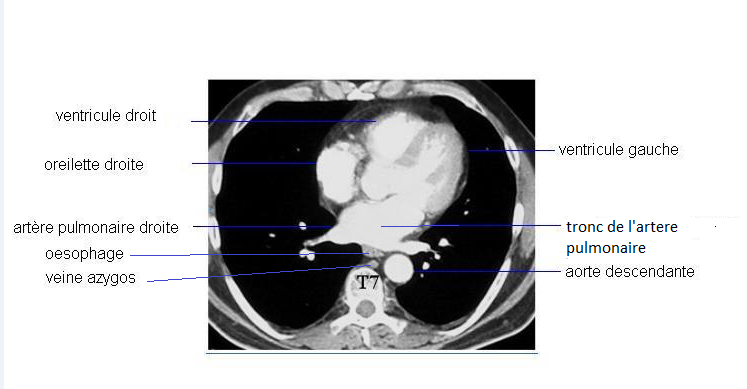 ventricule droit
oreilette droite
artère pulmonaire droite
oesophage
veine azygos
T7
ventricule gauche
tronc de l'artere
pulmonaire
aorte descendante